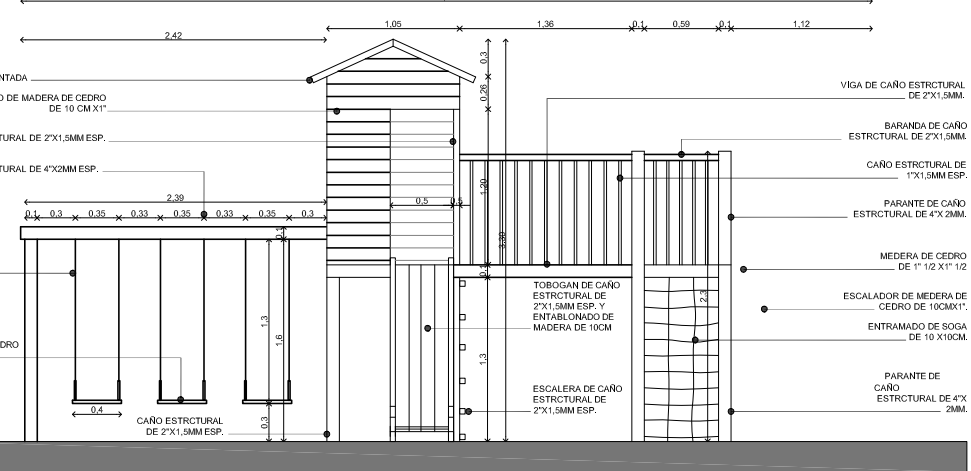 1,05 1,36 0,1 0,59 0,1 1,12
2,42
0,3
NTADA
O DE MADERA DE CEDRO
DE 10 CM X1"
0,26
VÍGA DE CAÑO ESTRCTURAL
DE 2"X1,5MM.
TURAL DE 2"X1,5MM ESP.
BARANDA DE CAÑO
ESTRCTURAL DE 2"X1,5MM.
TURAL DE 4"X2MM ESP.
CAÑO ESTRCTURAL DE
1"X1,5MM ESP.
1,20
2,39
0,5
PARANTE DE CAÑO
ESTRCTURAL DE 4"X 2MM.
0,1 0,3 0,35 0,33 0,35 0,33 0,35 0,3
0,1
3,30
MEDERA DE CEDRO
DE 1" 1/2 X1" 1/2
0,1
TOBOGAN DE CAÑO
ESTRCTURAL DE
2"X1,5MM ESP. Y
ENTABLONADO DE
MADERA DE 10CM
2,3
ESCALADOR DE MEDERA DE
CEDRO DE 10CMX1".
ENTRAMADO DE SOGA
DE 10 X10CM.
1,3
1,6
1,3
DRO
ESCALERA DE CAÑO
ESTRCTURAL DE
2"X1,5MM ESP.
PARANTE DE
CAÑO
ESTRCTURAL DE 4"X
2MM.
0,4
0,3
CAÑO ESTRCTURAL
DE 2"X1,5MM ESP.